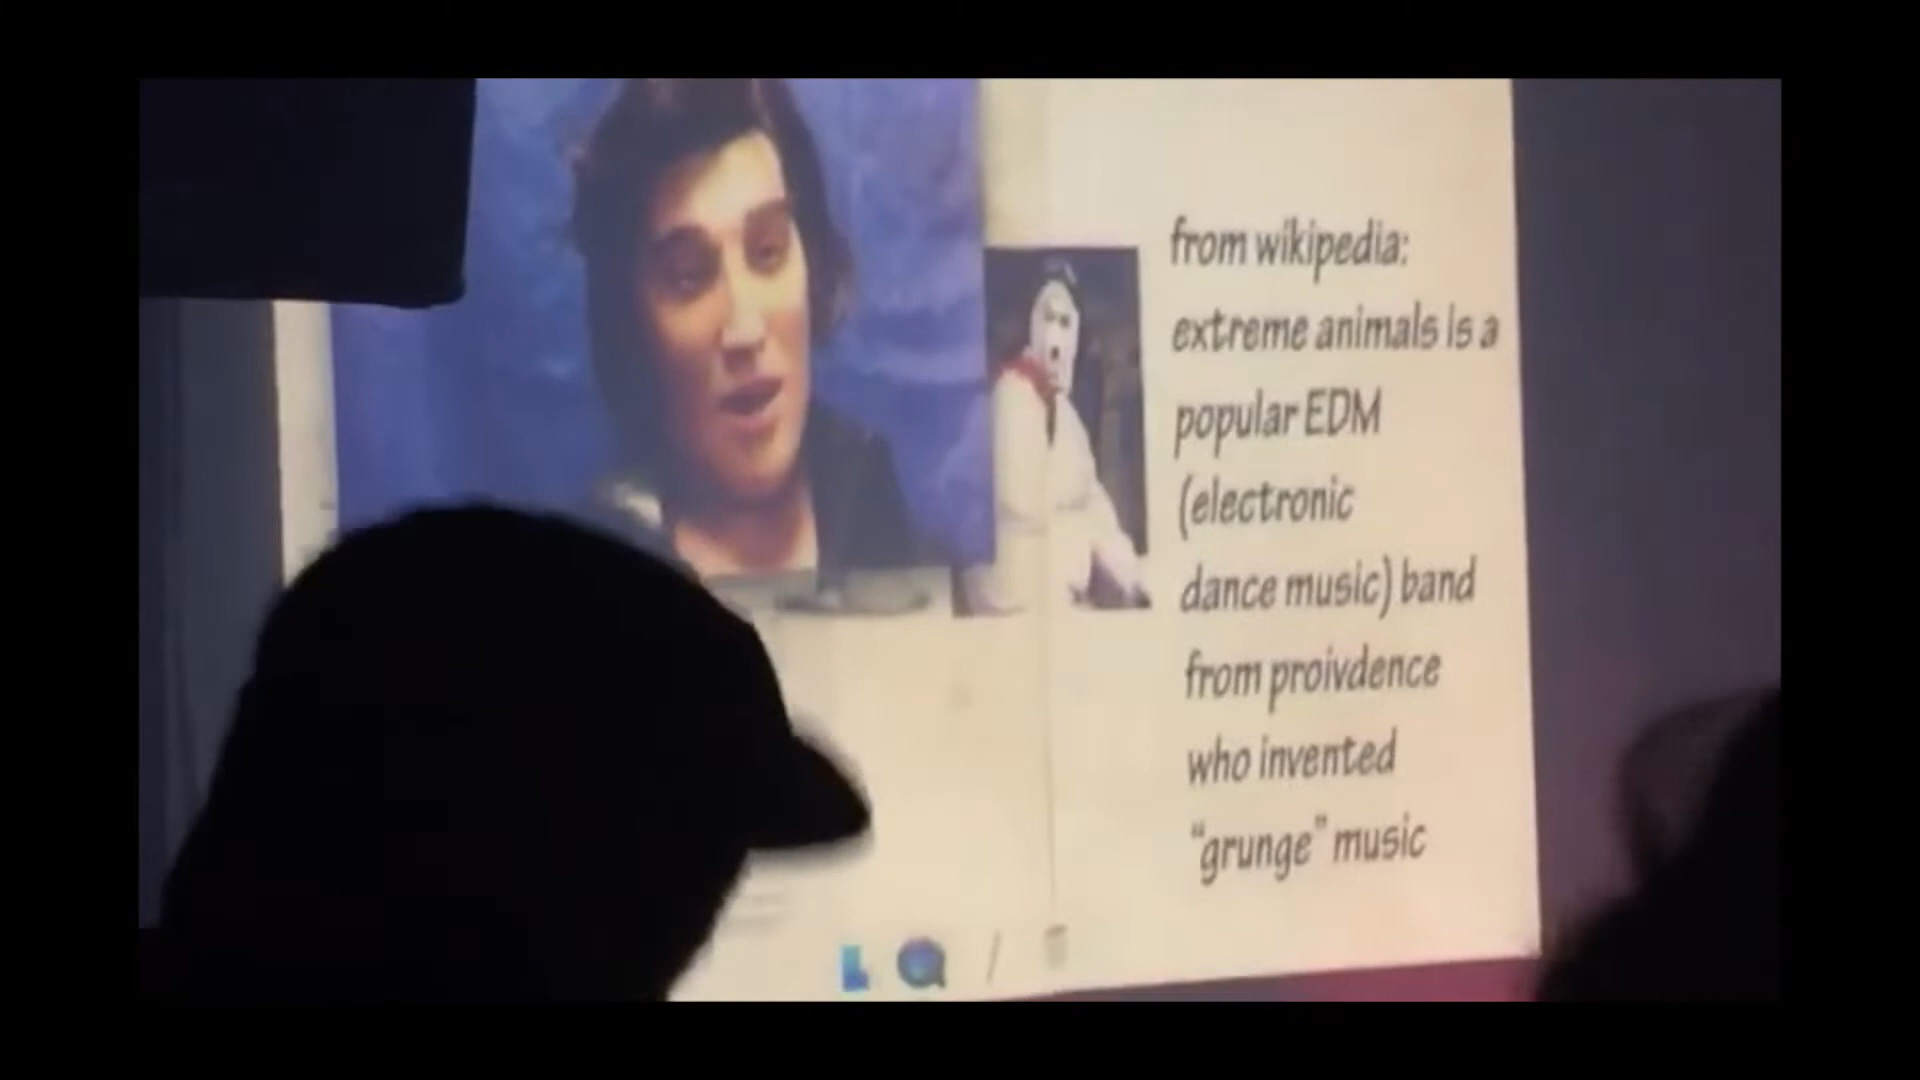 from wikipedia:
extreme animals is a
popular EDM
(electronic
dance music) band
from proivdence
who invented
“grunge” music